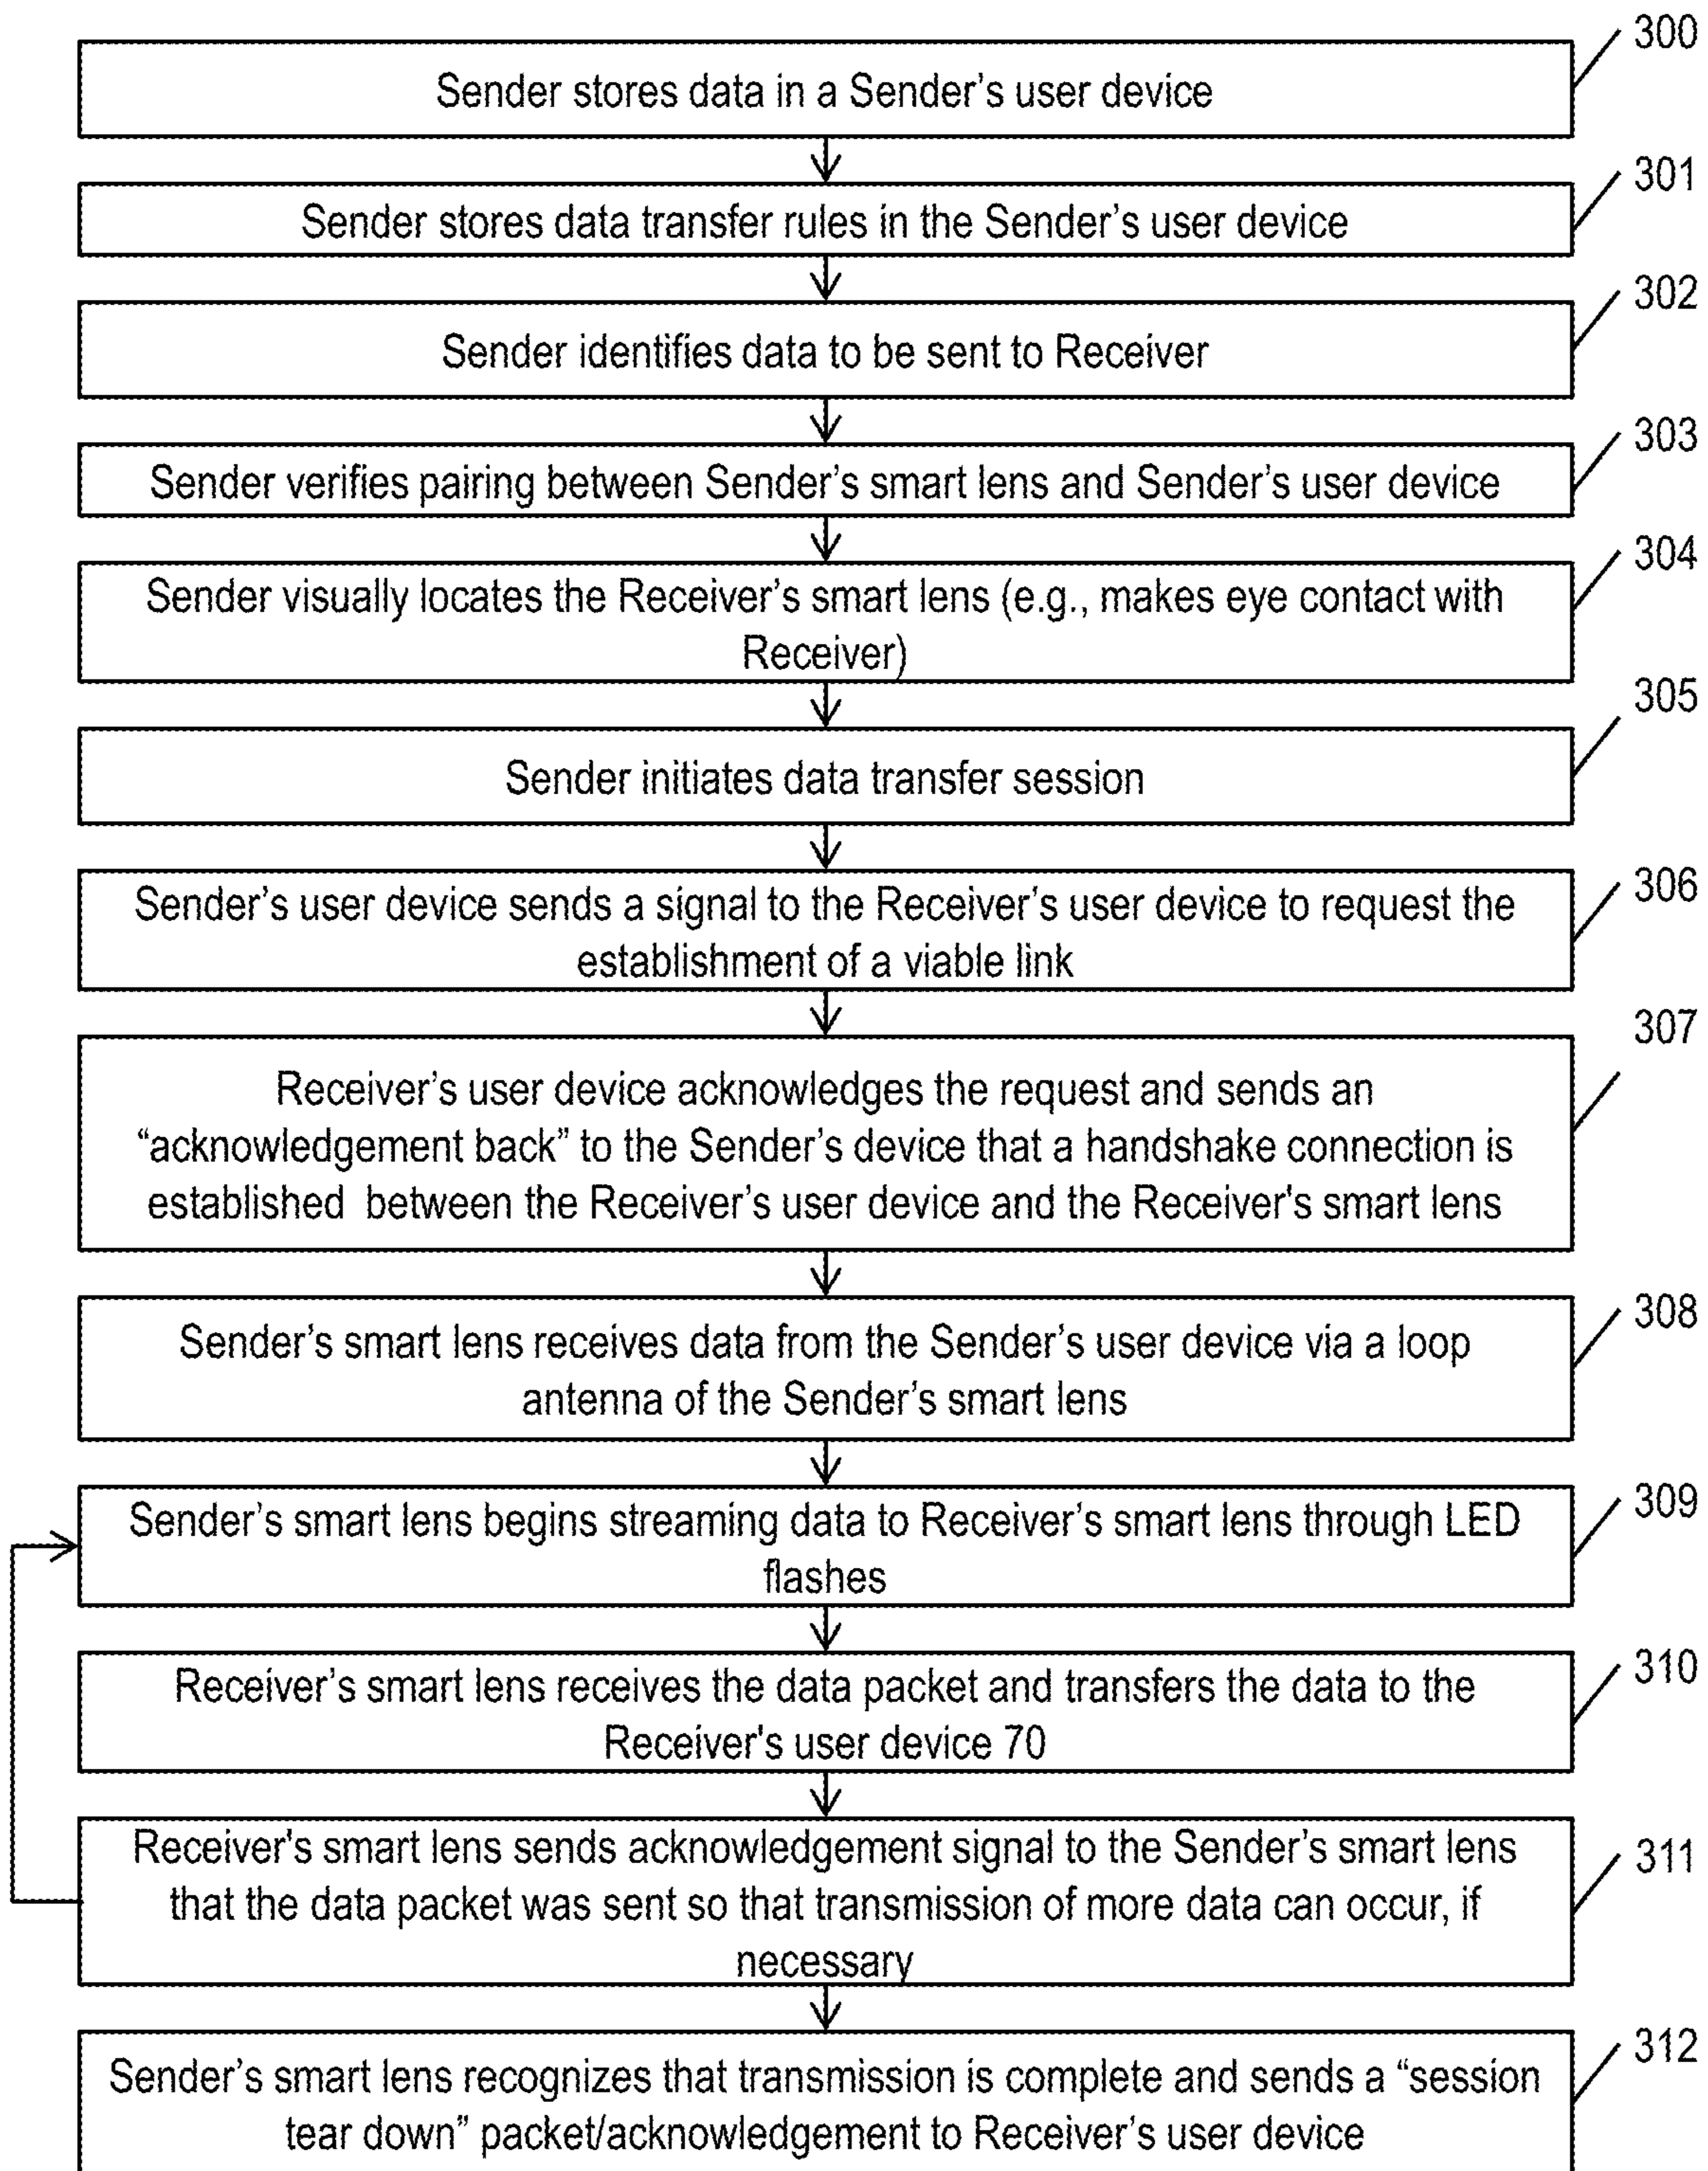 300
Sender stores data in a Sender’s user device
301
Sender stores data transfer rules in the Sender’s user device
302
Sender identifies data to be sent to Receiver
303
Sender verifies pairing between Sender’s smart lens and Sender’s user device
304
Sender visually locates the Receiver’s smart lens (e.g., makes eye contact with
Receiver)
305
Sender initiates data transfer session
306
Sender’s user device sends a signal to the Receiver’s user device to request the
establishment of a viable link
307
Receiver’s user device acknowledges the request and sends an
“acknowledgement back” to the Sender’s device that a handshake connection is
established between the Receiver’s user device and the Receiver's smart lens
308
Sender’s smart lens receives data from the Sender’s user device via a loop
antenna of the Sender’s smart lens
309
Sender’s smart lens begins streaming data to Receiver’s smart lens through LED
flashes
310
Receiver’s smart lens receives the data packet and transfers the data to the
Receiver's user device 70
311
Receiver's smart lens sends acknowledgement signal to the Sender’s smart lens
that the data packet was sent so that transmission of more data can occur, if
necessary
312
Sender’s smart lens recognizes that transmission is complete and sends a “session
tear down” packet/acknowledgement to Receiver’s user device